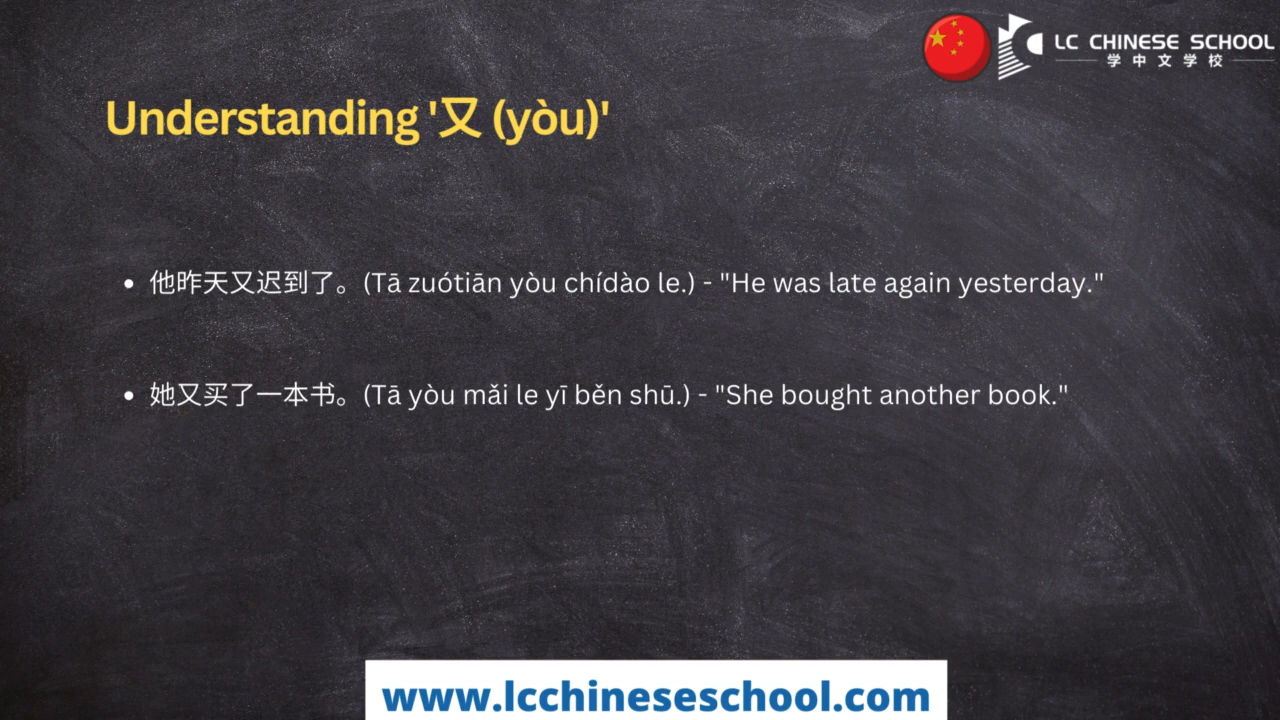 LC CHINESE SCHOOL
学中文学校
Understanding '又 (yòu)'
他昨天又迟到了。(Tā zuótiān yòu chídào le.) - "He was late again yesterday."
她又买了一本书。(Tā yòu mǎi le yī běn shū.) - "She bought another book."
www.lcchineseschool.com